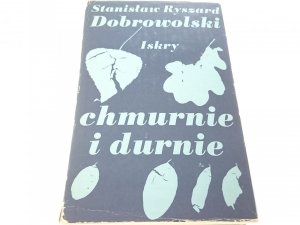 Stanisław Ryszard
Dobrowolski
Iskry
chmurnie
i durnie